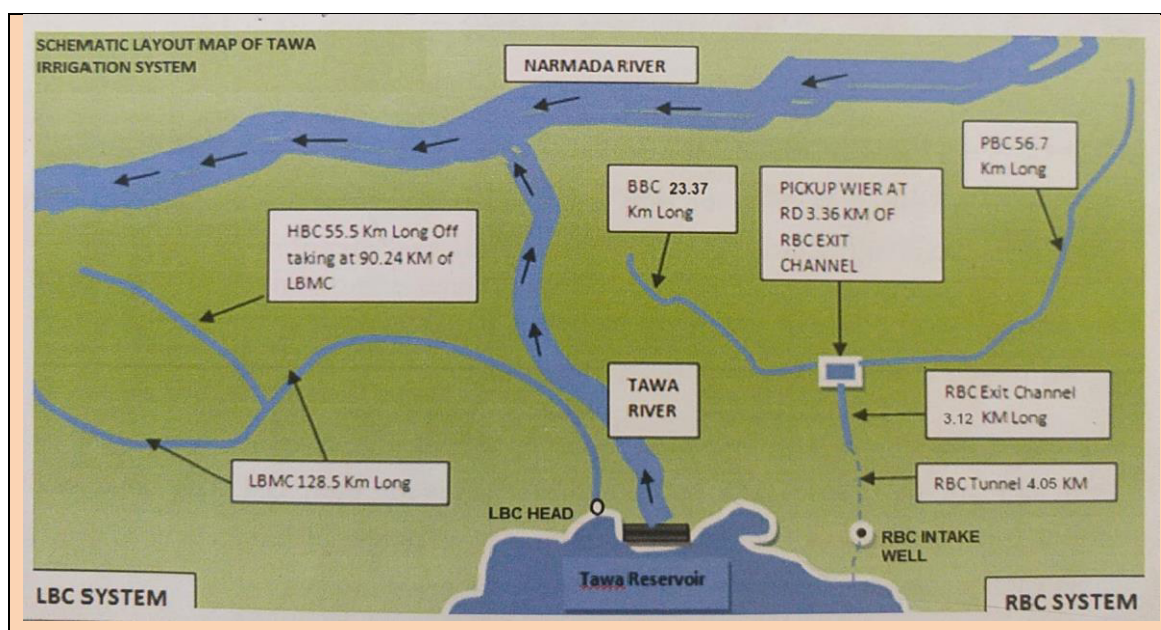 SCHEMATIC LAYOUT MAP OF TAWA
IRRIGATION SYSTEM
NARMADA RIVER
PBC 56.7
Km Long
BBC 23.37
Km Long
PICKUP WIER AT
RD 3.36 KM OF
RBC EXIT
CHANNEL
HBC 55.5 Km Long Off
taking at 90.24 KM of
LBMC
TAWA
RIVER
RBC Exit Channel
3.12 KM Long
LBMC 128.5 Km Long
RBC Tunnel 4.05 KM
LBC HEAD
RBC INTAKE
WELL
Tawa Reservoir
LBC SYSTEM
RBC SYSTEM